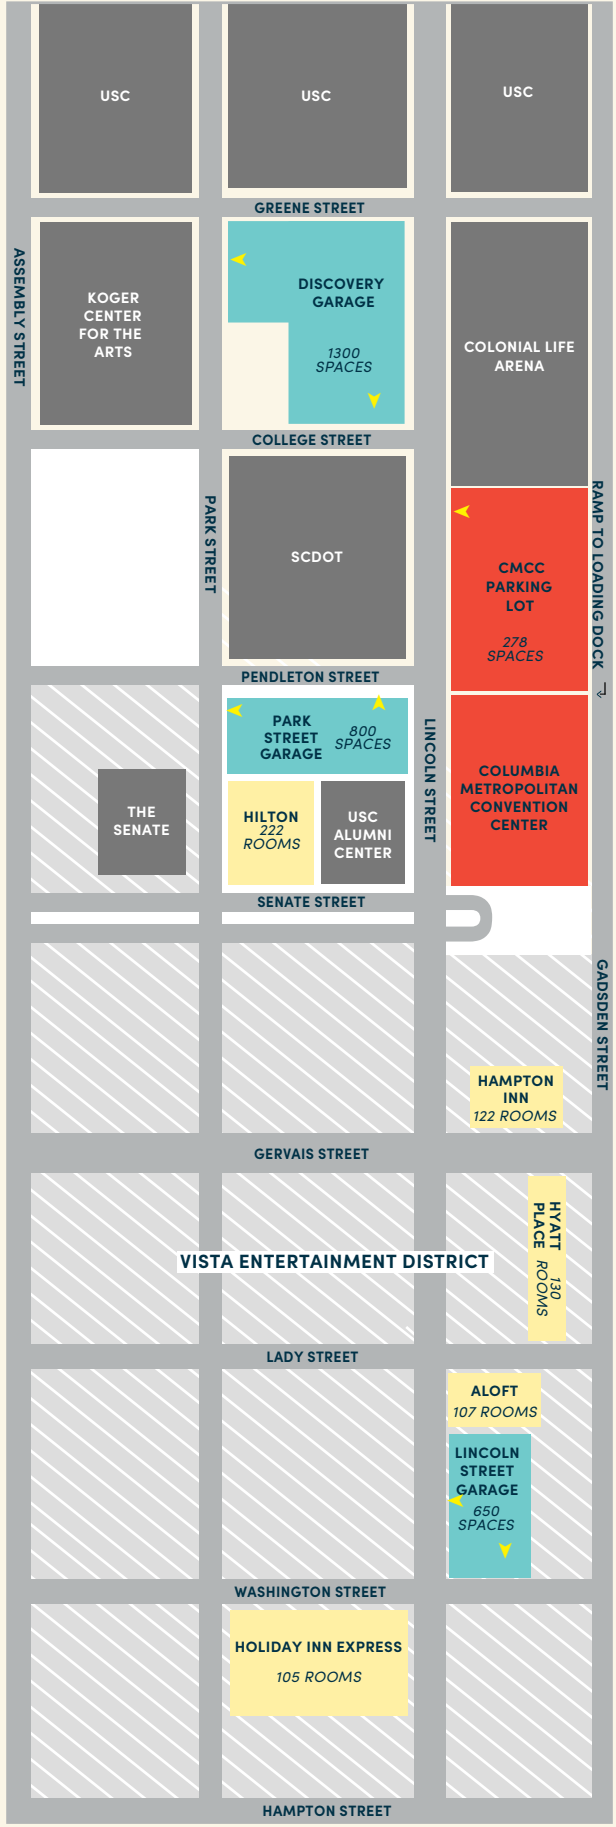 USC
USC
USC
GREENE STREET
ASSEMBLY STREET
KOGER
CENTER
FOR THE
ARTS
DISCOVERY
GARAGE
1300
SPACES
COLONIAL LIFE
ARENA
COLLEGE STREET
PARK STREET
SCDOT
CMCC
PARKING
LOT
278
SPACES
RAMP TO LOADING DOCK
PENDLETON STREET
PARK
STREET
GARAGE
800
SPACES
LINCOLN STREET
COLUMBIA
METROPOLITAN
CONVENTION
CENTER
THE
SENATE
HILTON
222
ROOMS
USC
ALUMNI
CENTER
SENATE STREET
GADSDEN STREET
HAMPTON
INN
122 ROOMS
GERVAIS STREET
HYATT
PLACE
130
ROOMS
VISTA ENTERTAINMENT DISTRICT
LADY STREET
ALOFT
107 ROOMS
LINCOLN
STREET
GARAGE
650
SPACES
WASHINGTON STREET
HOLIDAY INN EXPRESS
105 ROOMS
HAMPTON STREET